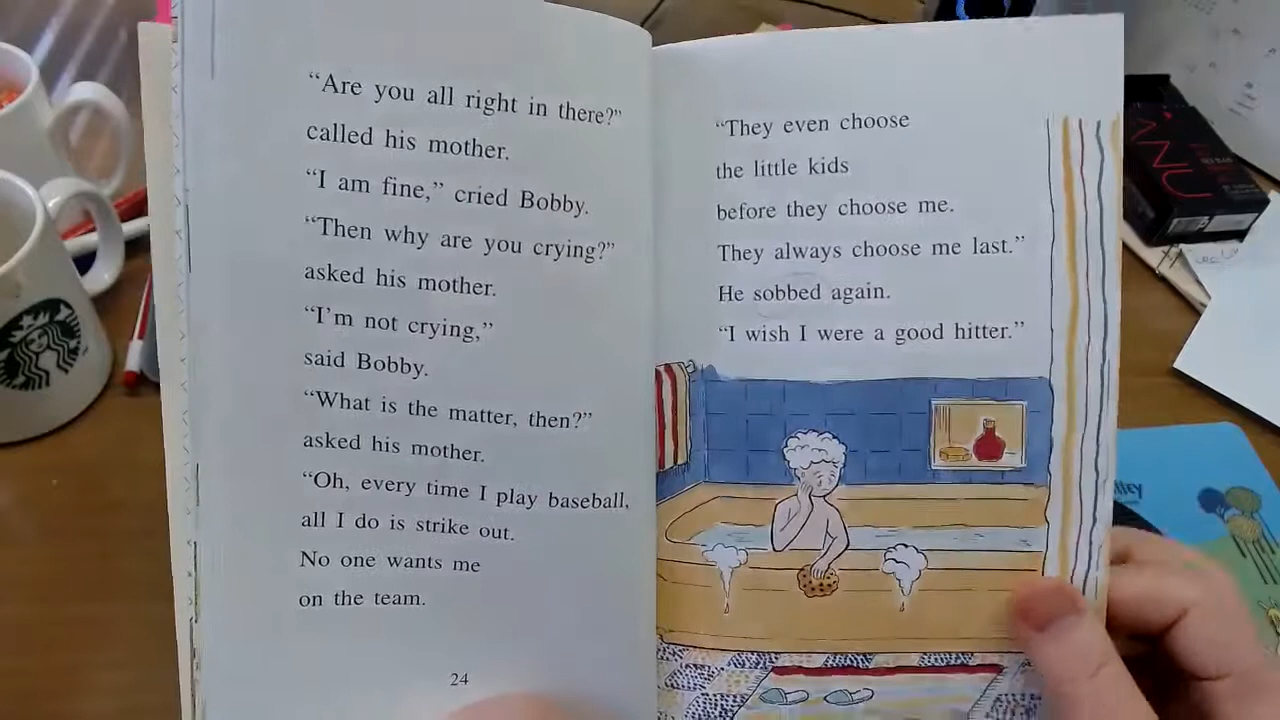 “Are you all right in there?”
called his mother.
“I am fine,” cried Bobby.
“Then why are you crying?”
asked his mother.
“I’m not crying,”
said Bobby.
“What is the matter, then?”
asked his mother.
“Oh, every time I play baseball,
all I do is strike out.
No one wants me
on the team.
24
“They even choose
the little kids
before they choose me.
They always choose me last.”
He sobbed again.
“I wish I were a good hitter.”